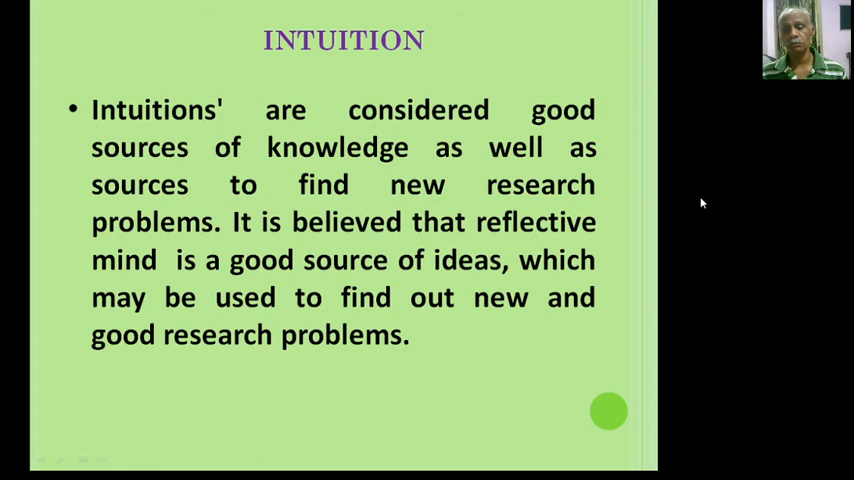 INTUITION
• Intuitions' are considered good
sources of knowledge as well as
sources to find new research
problems. It is believed that reflective
mind is a good source of ideas, which
may be used to find out new and
good research problems.